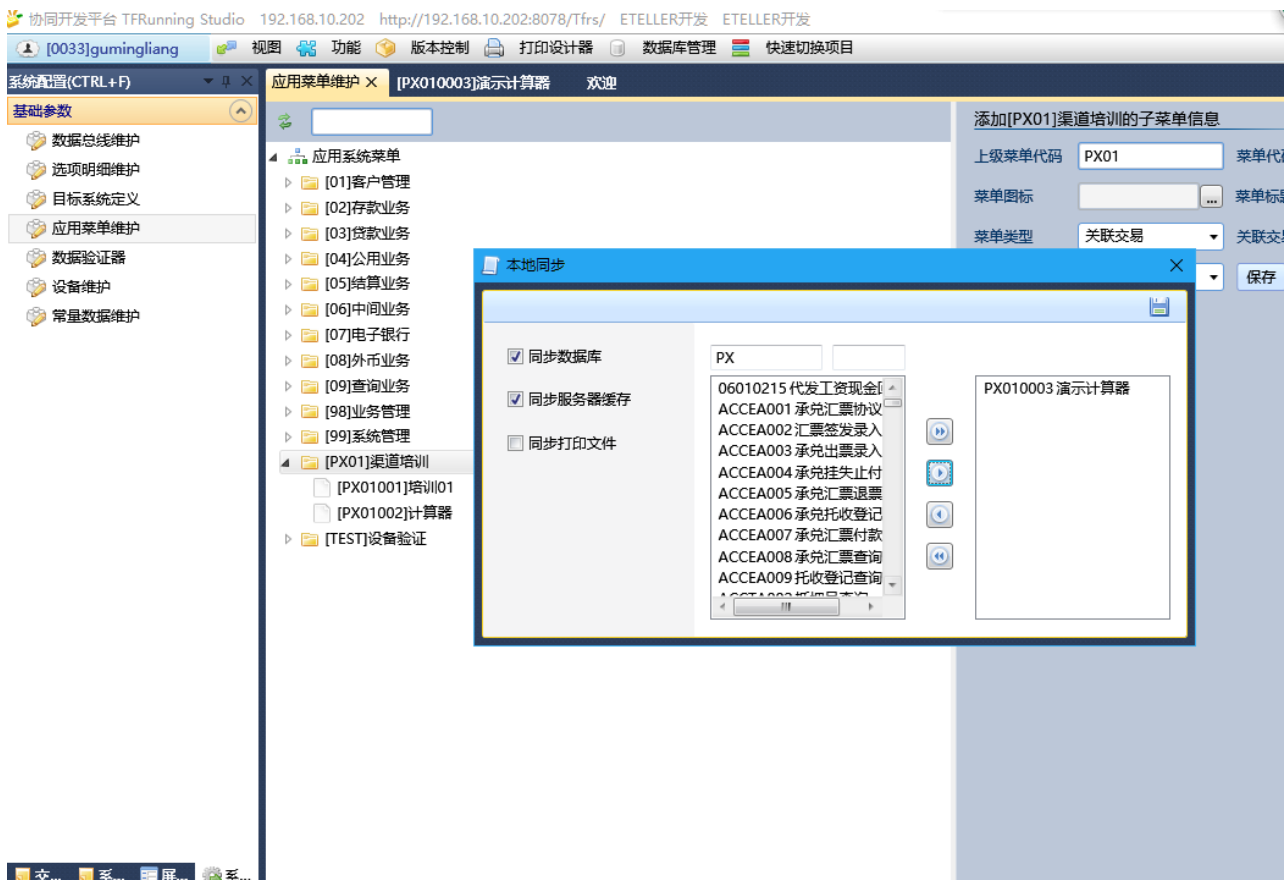 协同开发平台 TFRunning Studio 192.168.10.202 http://192.168.10.202:8078/Tfrs/ ETELLER开发 ETELLER开发
[0033]gumingliang 视图 功能 版本控制 打印设计器 数据库管理 快速切换项目
系统配置(CTRL+F)
基础参数
数据总线维护
选项明细维护
目标系统定义
应用菜单维护
数据验证器
设备维护
常量数据维护
应用菜单维护 [PX010003]演示计算器 欢迎
应用系统菜单
[01]客户管理
[02]存款业务
[03]贷款业务
[04]公用业务
[05]结算业务
[06]中间业务
[07]电子银行
[08]外币业务
[09]查询业务
[98]业务管理
[99]系统管理
[PX01]渠道培训
[PX01001]培训01
[PX01002]计算器
[TEST]设备验证
添加[PX01]渠道培训的子菜单信息
上级菜单代码 PX01 菜单代
菜单图标 ... 菜单标
菜单类型 关联交易 关联交
保存
本地同步
同步数据库
同步服务器缓存
同步打印文件
PX
06010215 代发工资现金
ACCEA001 承兑汇票协议
ACCEA002 汇票签发录入
ACCEA003 承兑出票录入
ACCEA004 承兑挂失止付
ACCEA005 承兑汇票退票
ACCEA006 承兑托收登记
ACCEA007 承兑汇票付款
ACCEA008 承兑汇票查询
ACCEA009 托收登记查询
PX010003 演示计算器
交... 系... 屏... 系...